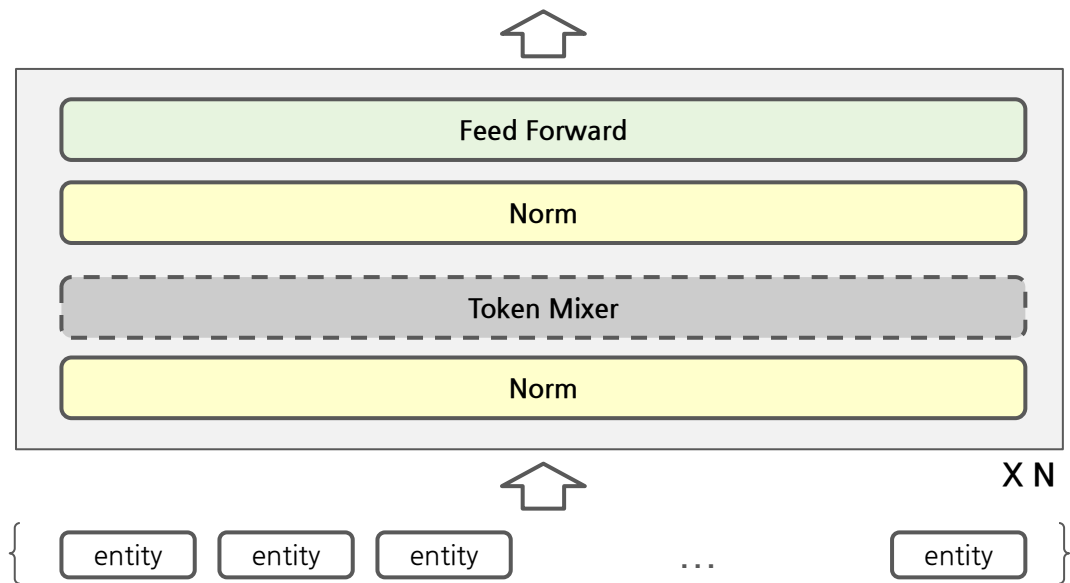 Feed Forward
Norm
Token Mixer
Norm
X N
{ entity entity entity ... entity }